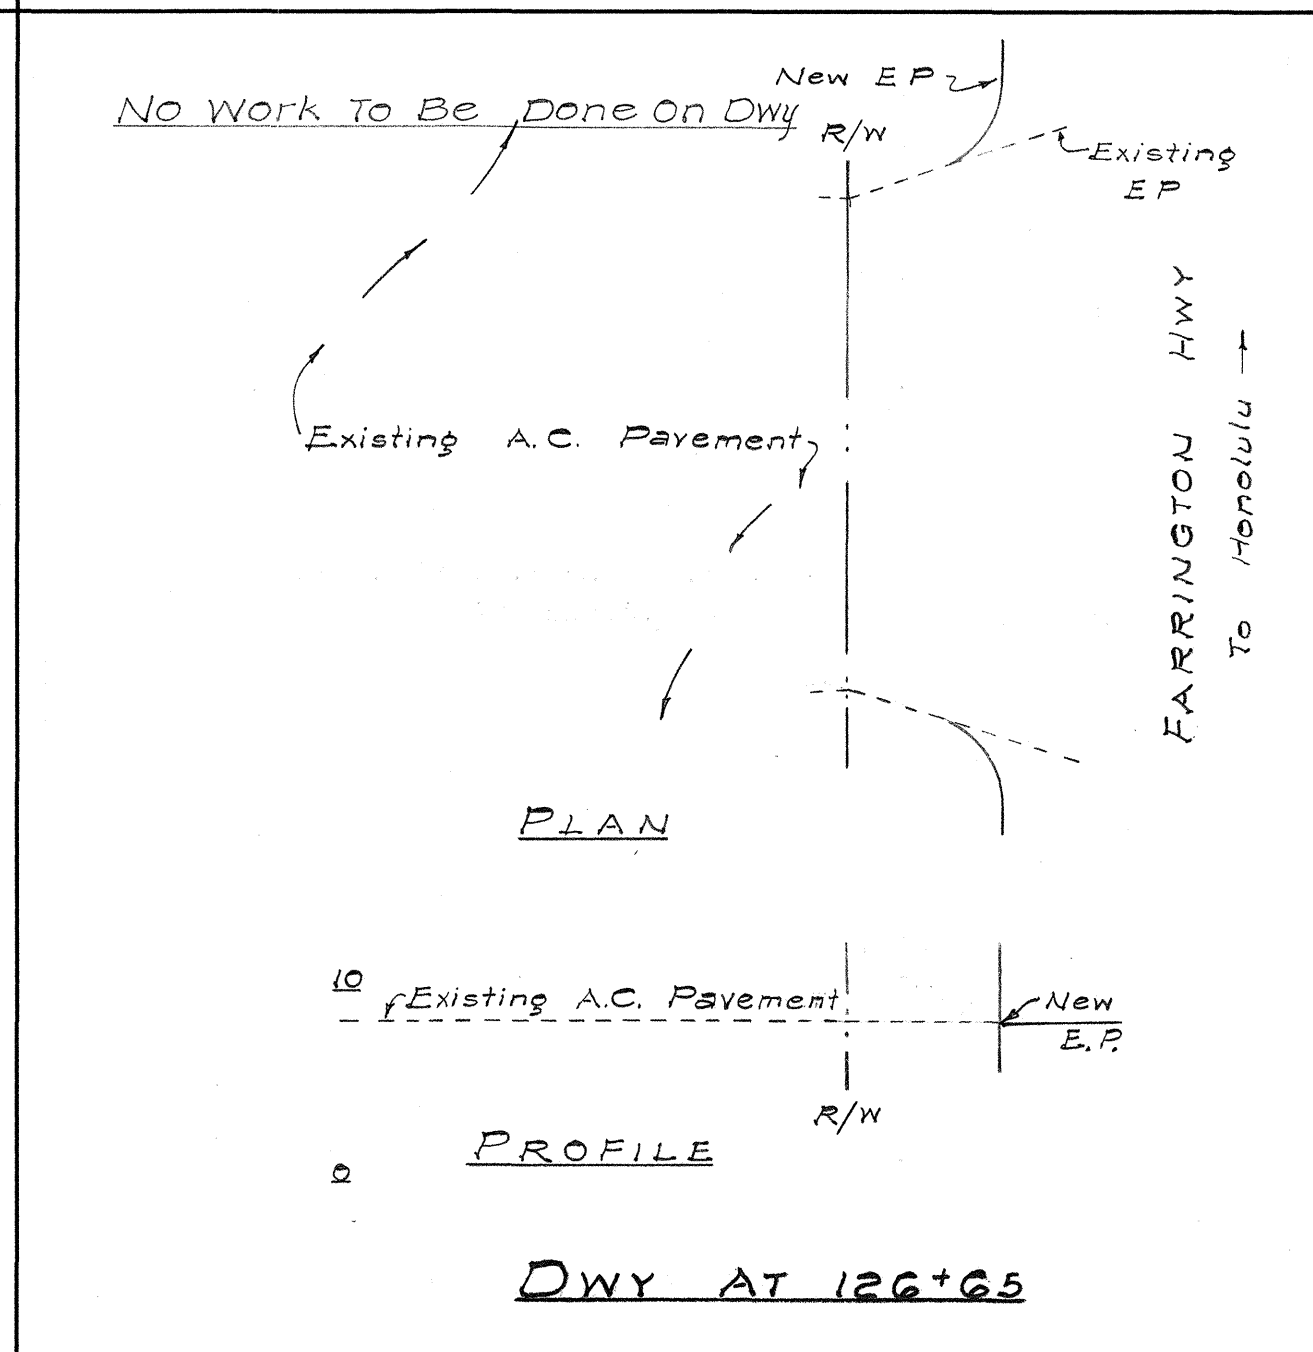 New EP
No Work To Be Done On Dwy
R/W
Existing
EP
FARRINGTON HWY
To Honolulu
Existing A.C. Pavement
PLAN
10
Existing A.C. Pavement
New
E.P.
R/W
PROFILE
0
DWY AT 126+65